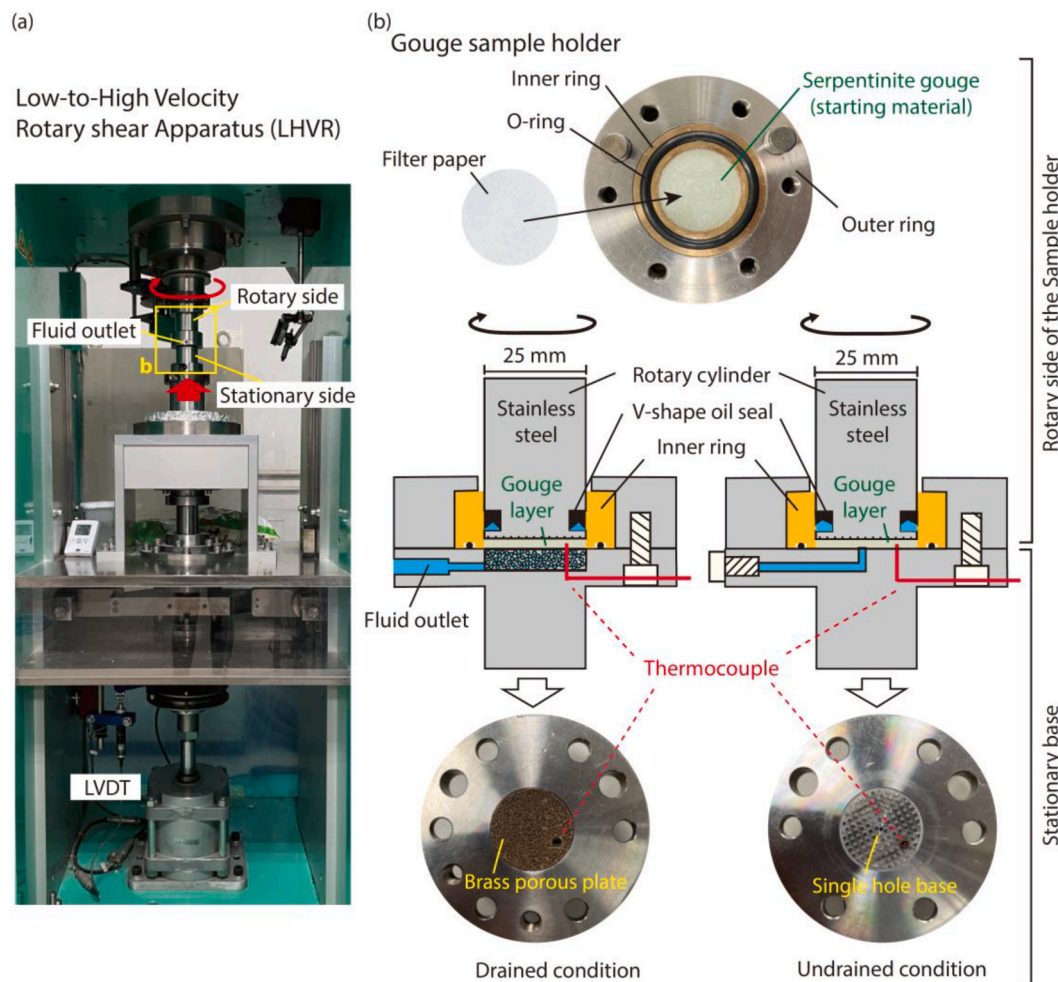 (a)
Low-to-High Velocity
Rotary shear Apparatus (LHVR)
Rotary side
Fluid outlet
b
Stationary side
LVDT
(b)
Gouge sample holder
Inner ring
O-ring
Filter paper
Serpentinite gouge
(starting material)
Outer ring
25 mm
25 mm
Rotary cylinder
Stainless
steel
Stainless
steel
V-shape oil seal
Inner ring
Gouge
layer
Gouge
layer
Fluid outlet
Thermocouple
Brass porous plate
Single hole base
Drained condition
Undrained condition
Rotary side of the Sample holder
Stationary base